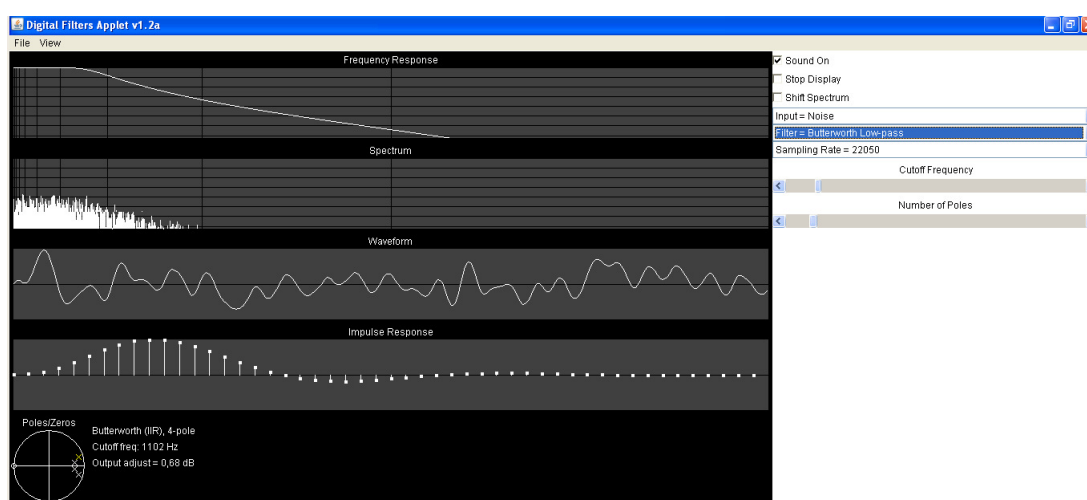 Digital Filters Applet v1.2a
File View
Frequency Response
Spectrum
Waveform
Impulse Response
Poles/Zeros
Butterworth (IIR), 4-pole
Cutoff freq: 1102 Hz
Output adjust = 0,68 dB
Sound On
Stop Display
Shift Spectrum
Input = Noise
Filter = Butterworth Low-pass
Sampling Rate = 22050
Cutoff Frequency
Number of Poles